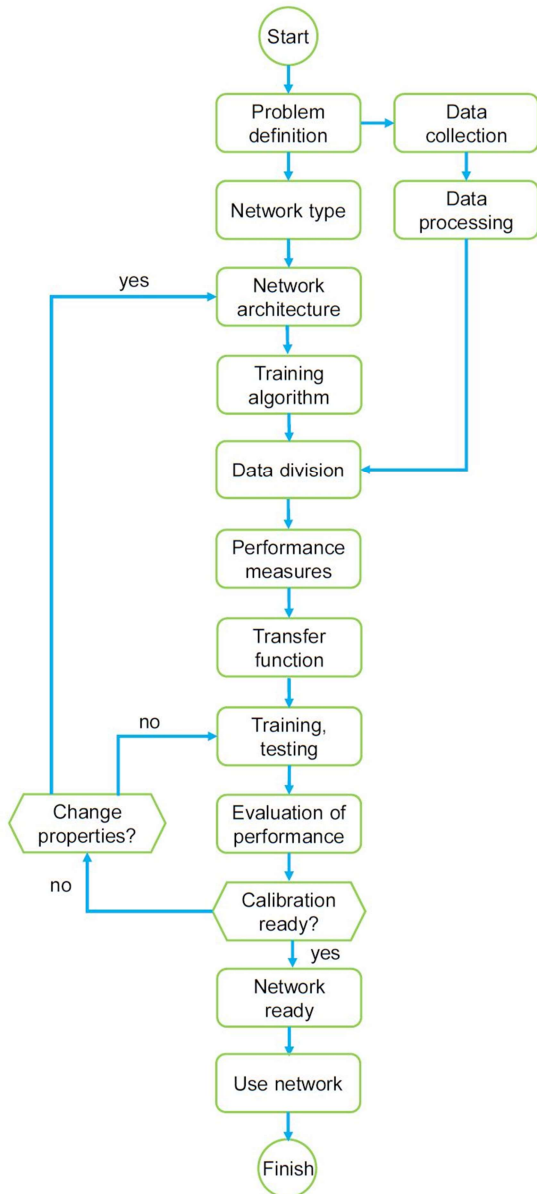 Start
Problem
definition
Data
collection
Network type
Data
processing
yes
Network
architecture
Training
algorithm
Data division
Performance
measures
Transfer
function
no
Training,
testing
Change
properties?
Evaluation of
performance
no
Calibration
ready?
yes
Network
ready
Use network
Finish